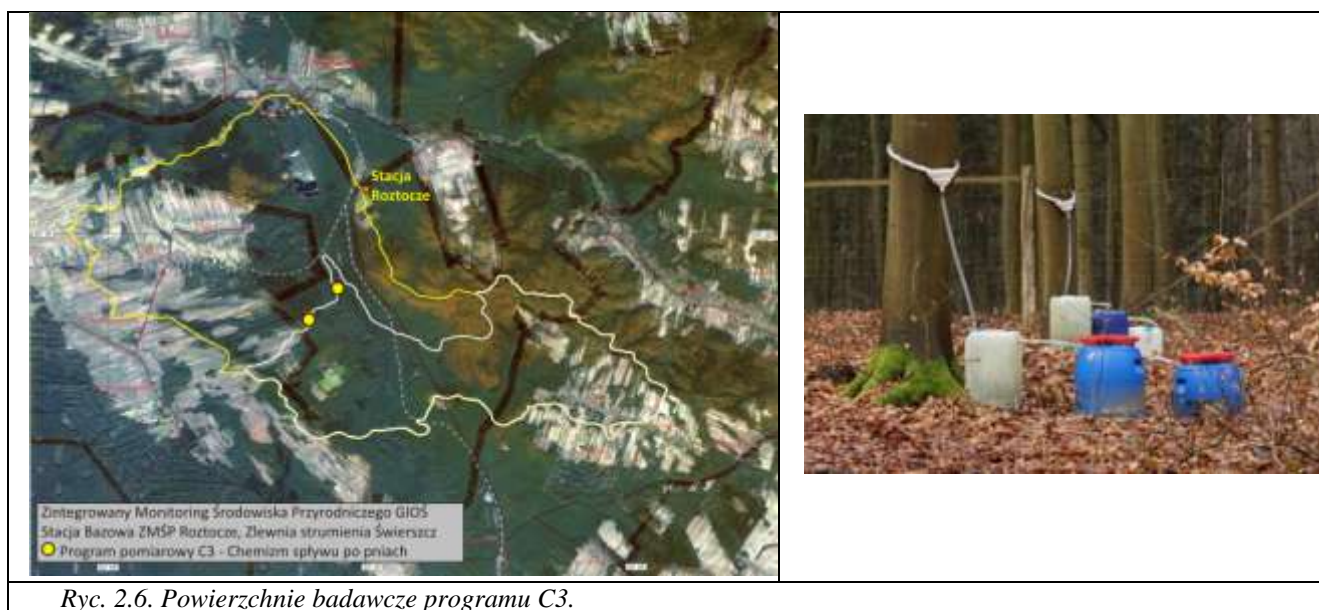 Stacja
Roztocze
Zintegrowany Monitoring Środowiska Przyrodniczego GIOŚ
Stacja Bazowa ZMŚP Roztocze, Zlewnia strumienia Świerszcz
Program pomiarowy C3 - Chemizm spływu po pniach
Ryc. 2.6. Powierzchnie badawcze programu C3.